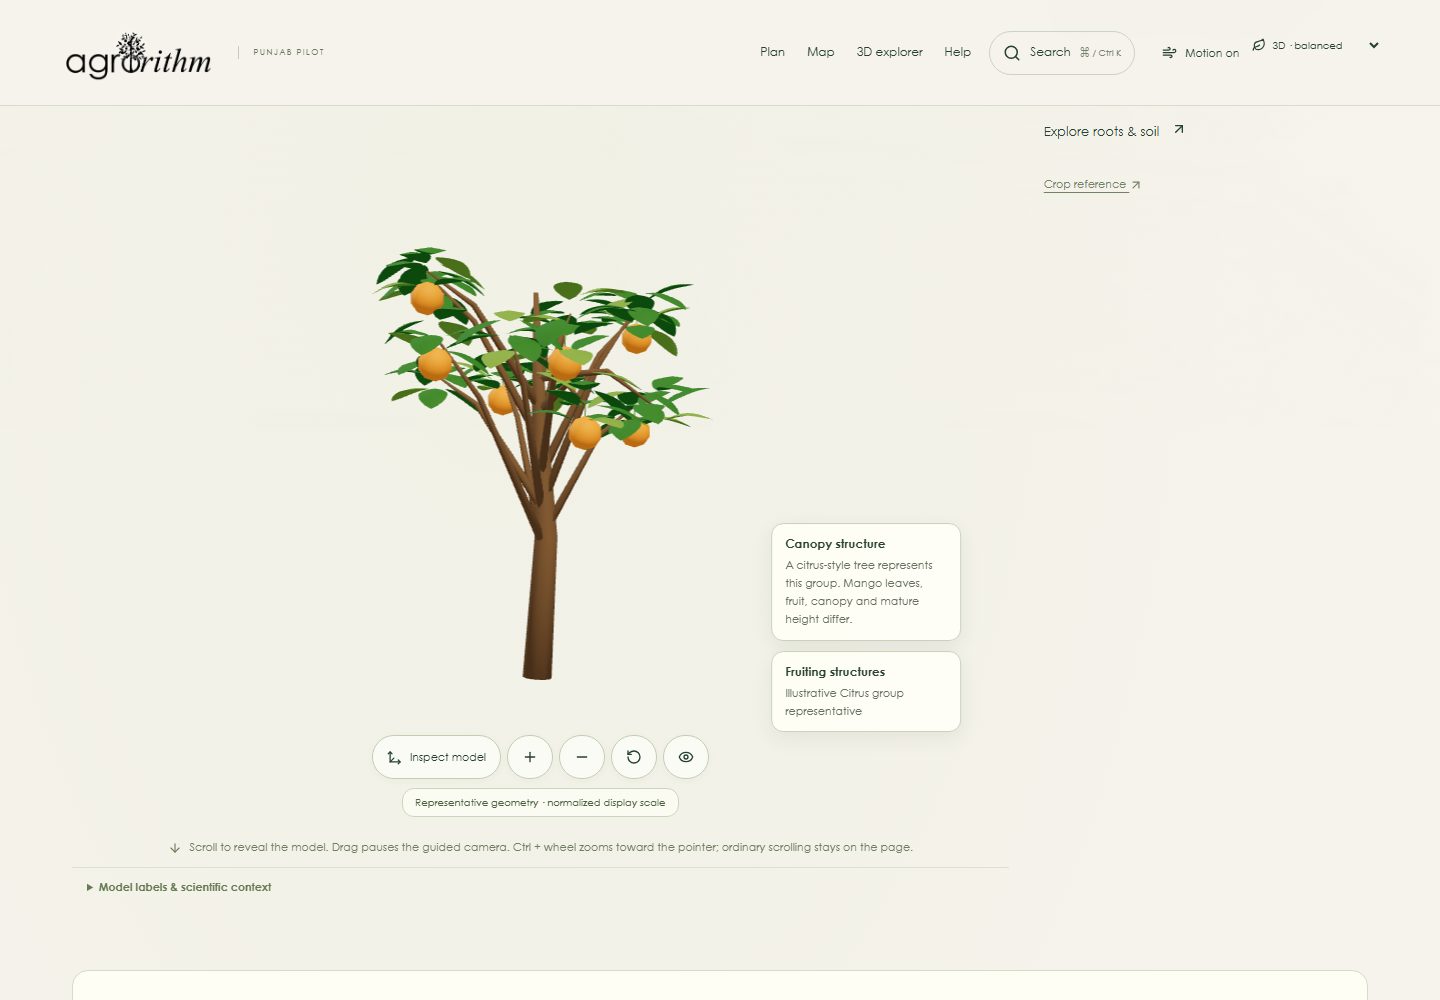 agrorithm
PUNJAB PILOT
Plan
Map
3D explorer
Help
Search ⌘ / Ctrl K
Motion on
3D · balanced
Explore roots & soil
Crop reference
Canopy structure
A citrus-style tree represents
this group. Mango leaves,
fruit, canopy and mature
height differ.
Fruiting structures
Illustrative Citrus group
representative
Inspect model
Representative geometry · normalized display scale
Scroll to reveal the model. Drag pauses the guided camera. Ctrl + wheel zooms toward the pointer; ordinary scrolling stays on the page.
Model labels & scientific context